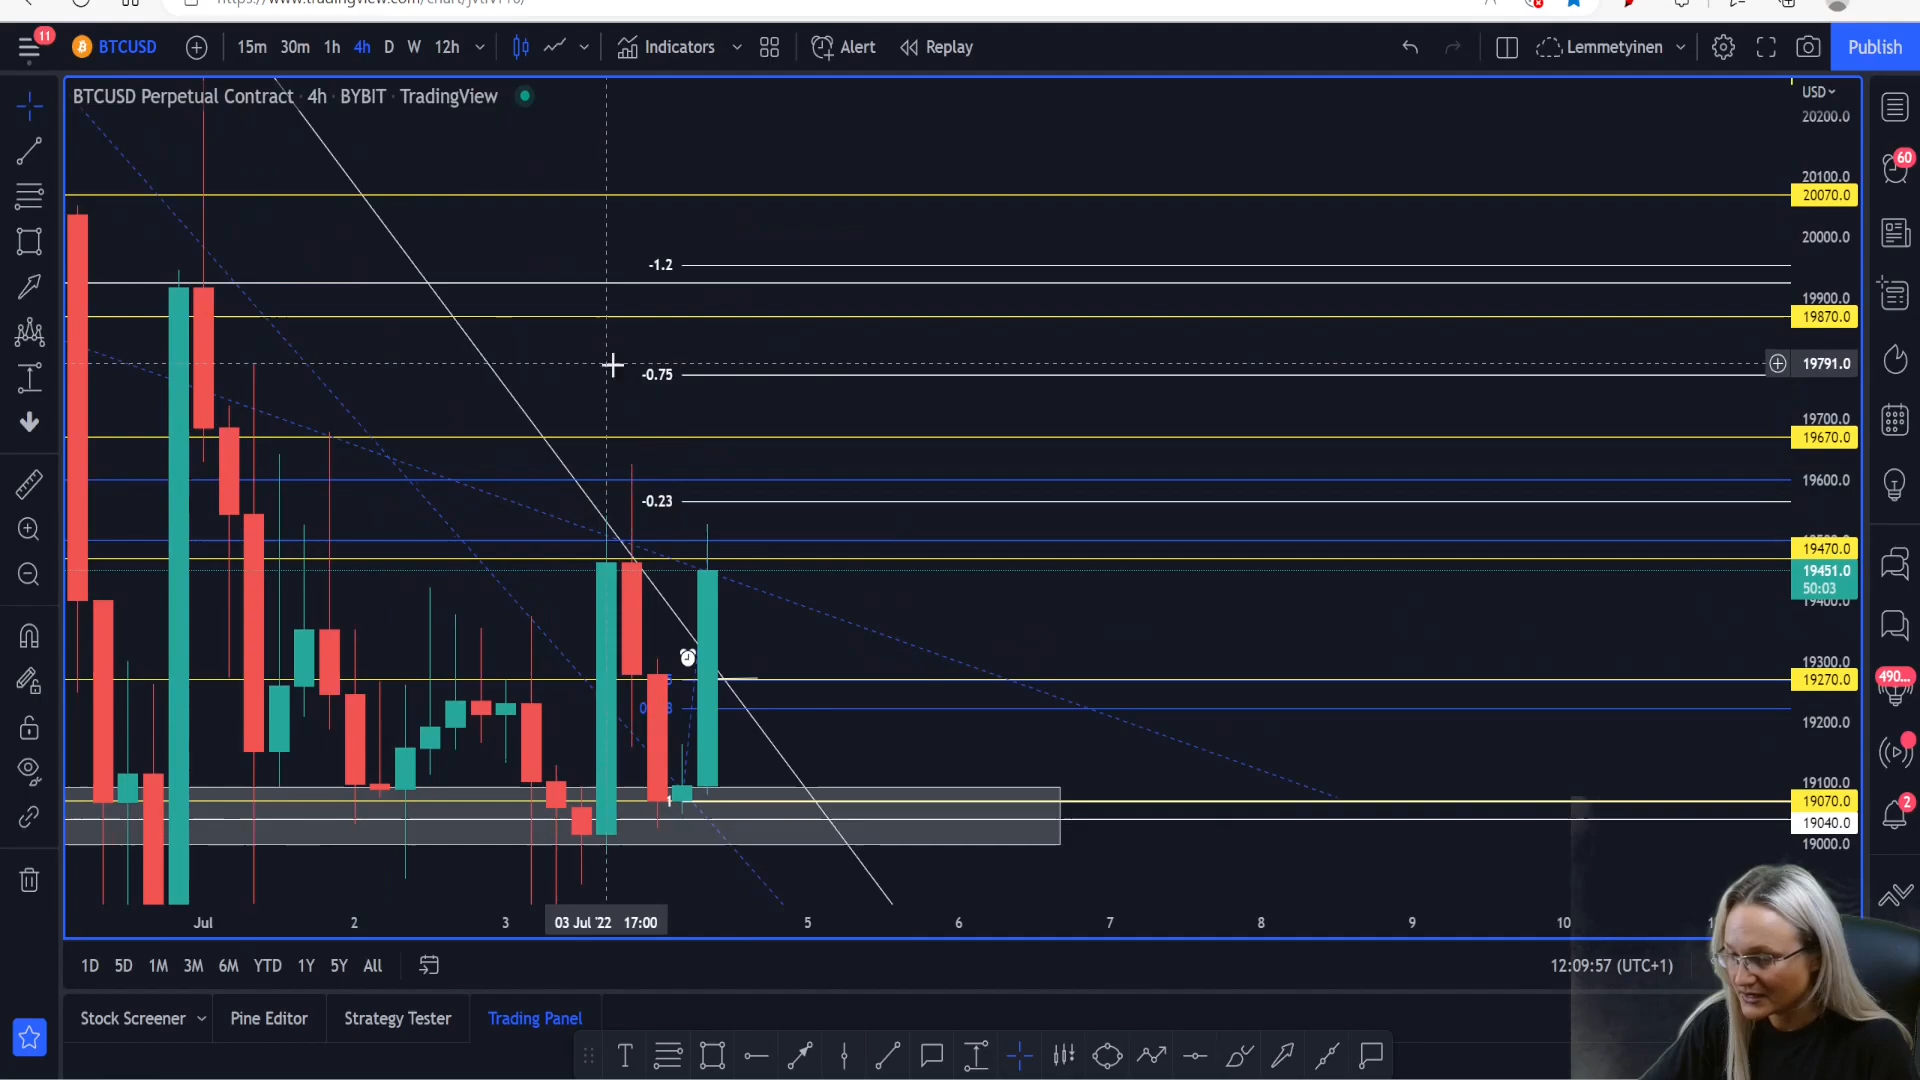 11
BTCUSD
15m 30m 1h 4h D W 12h
Indicators
Alert
Replay
Lemmetyinen
Publish
BTCUSD Perpetual Contract · 4h · BYBIT · TradingView
USD
20200.0
20100.0
20070.0
20000.0
-1.2
19900.0
19870.0
19791.0
-0.75
19700.0
19670.0
19600.0
-0.23
19470.0
19451.0
50:03
19400.0
19300.0
19270.0
19200.0
19100.0
1
19070.0
19040.0
19000.0
Jul 2 3 03 Jul '22 17:00 5 6 7 8 9 10
60
490...
2
1D 5D 1M 3M 6M YTD 1Y 5Y All
12:09:57 (UTC+1)
Stock Screener Pine Editor Strategy Tester Trading Panel